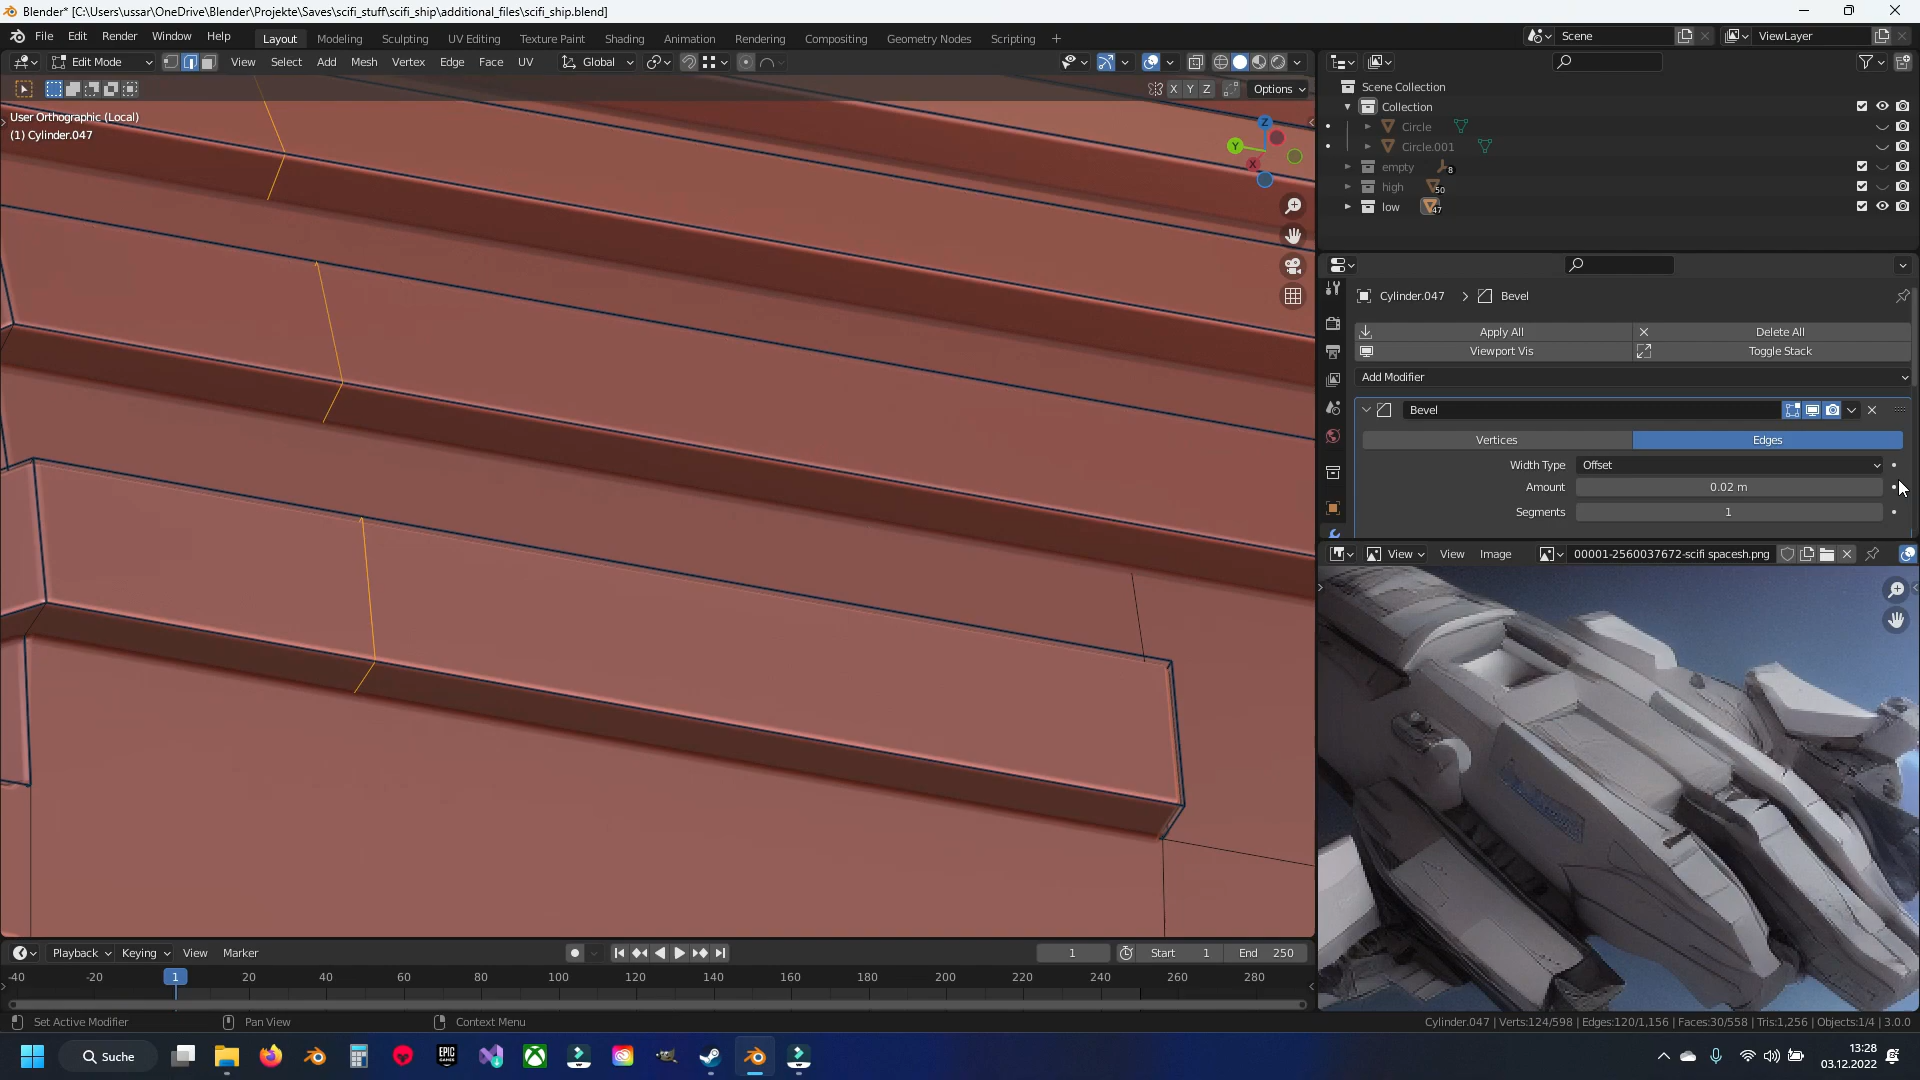 Blender* [C:\Users\ussar\OneDrive\Blender\Projekte\Saves\scifi_stuff\scifi_ship\additional_files\scifi_ship.blend]
File Edit Render Window Help Layout Modeling Sculpting UV Editing Texture Paint Shading Animation Rendering Compositing Geometry Nodes Scripting + Scene ViewLayer
Edit Mode View Select Add Mesh Vertex Edge Face UV Global
X Y Z Options
User Orthographic (Local)
(1) Cylinder.047
Z
Y
X
Scene Collection
Collection
Circle
Circle.001
empty 8
high 50
low 47
Cylinder.047 > Bevel
Apply All Delete All
Viewport Vis Toggle Stack
Add Modifier
Bevel
Vertices Edges
Width Type Offset
Amount 0.02 m
Segments 1
View View Image 00001-2560037672-scifi spacesh.png
Playback Keying View Marker 1 Start 1 End 250
-40 -20 1 20 40 60 80 100 120 140 160 180 200 220 240 260 280
Set Active Modifier Pan View Context Menu Cylinder.047 | Verts:124/598 | Edges:120/1,156 | Faces:30/558 | Tris:1,256 | Objects:1/4 | 3.0.0
Suche EPIC GAMES 13:28
03.12.2022